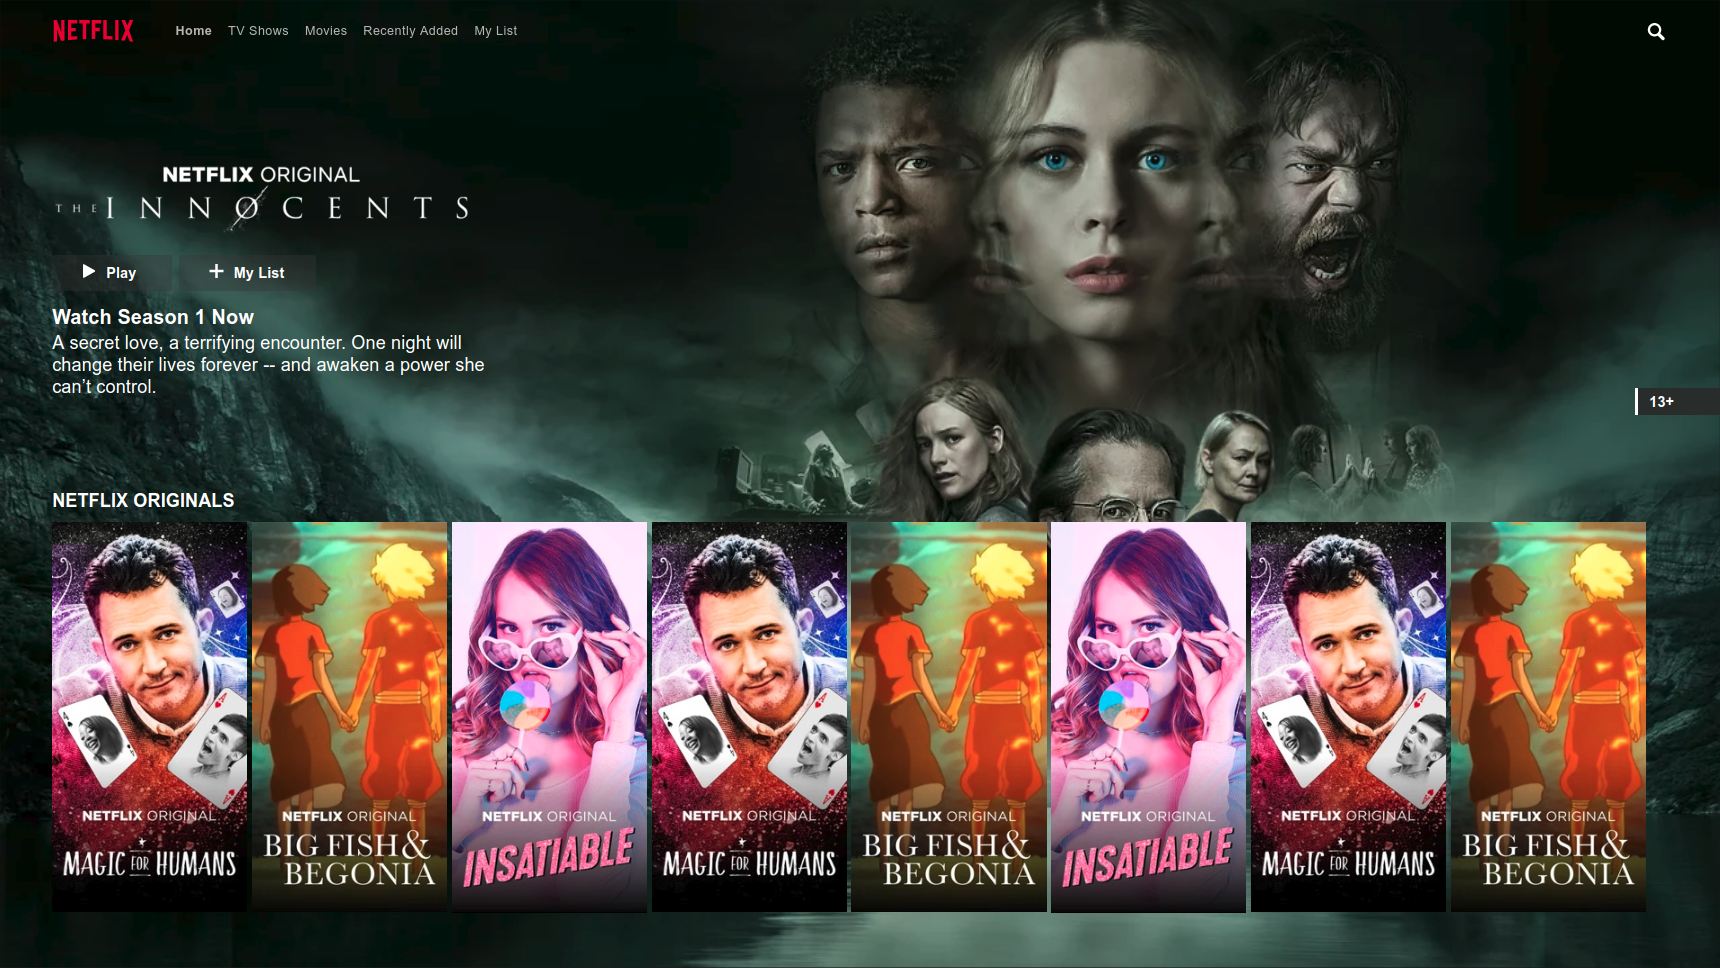 NETFLIX
Home TV Shows Movies Recently Added My List
NETFLIX ORIGINAL
THE INNOCENTS
Play My List
Watch Season 1 Now
A secret love, a terrifying encounter. One night will
change their lives forever -- and awaken a power she
can’t control.
13+
NETFLIX ORIGINALS
NETFLIX ORIGINAL
MAGIC FOR HUMANS
NETFLIX ORIGINAL
BIG FISH &
BEGONIA
NETFLIX ORIGINAL
INSATIABLE
NETFLIX ORIGINAL
MAGIC FOR HUMANS
NETFLIX ORIGINAL
BIG FISH &
BEGONIA
NETFLIX ORIGINAL
INSATIABLE
NETFLIX ORIGINAL
MAGIC FOR HUMANS
NETFLIX ORIGINAL
BIG FISH &
BEGONIA